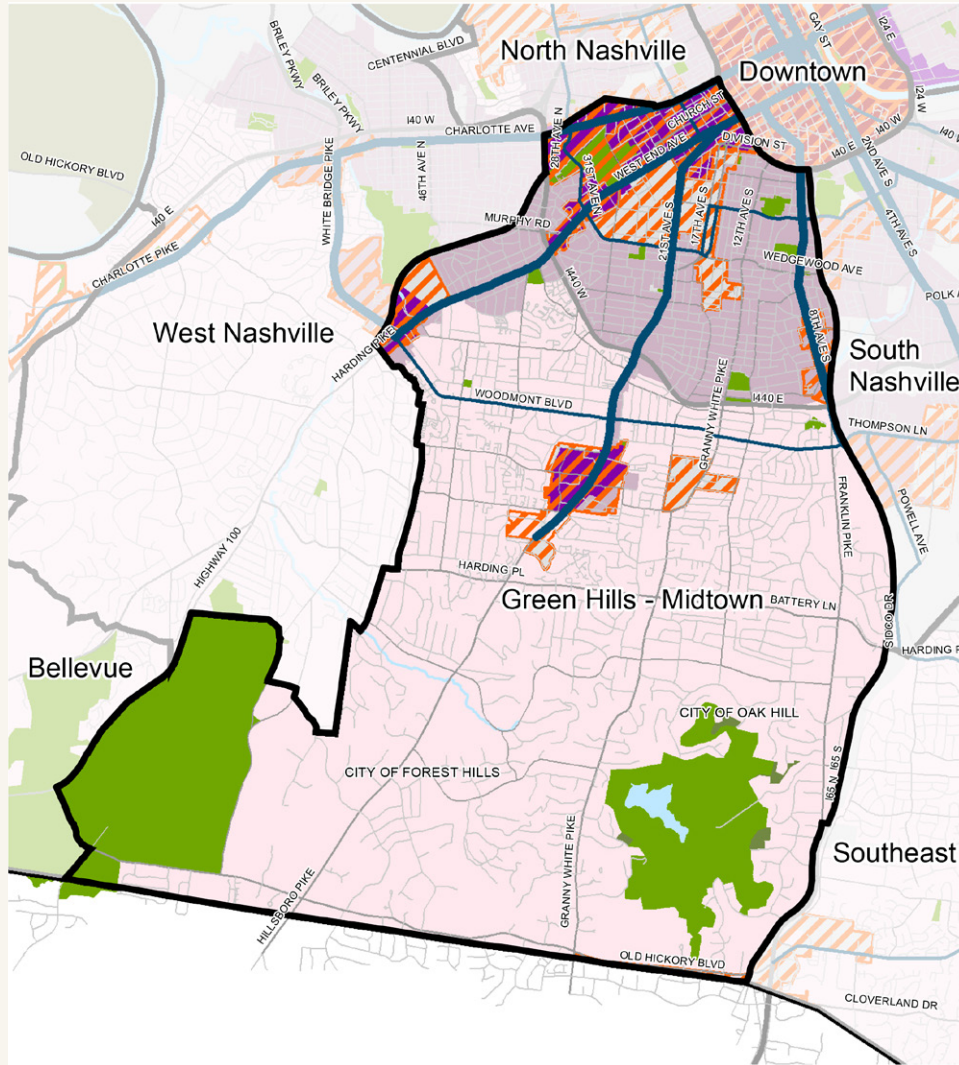 BRILEY PKWY
BRILEY PKWY
CENTENNIAL BLVD
North Nashville
GAY ST
I24 E
Downtown
I24 W
I40 W
CHARLOTTE AVE
28TH AVE N
CHURCH ST
WEST END AVE
DIVISION ST
I40 W
I40 E
2ND AVE S
4TH AVE S
OLD HICKORY BLVD
I40 E
CHARLOTTE PIKE
WHITE BRIDGE PIKE
46TH AVE N
31ST AVE N
MURPHY RD
21ST AVE S
17TH AVE S
12TH AVE S
WEDGEWOOD AVE
I440 W
POLK
8TH AVE S
West Nashville
HARDING PIKE
South
Nashville
WOODMONT BLVD
GRANNY WHITE PIKE
I440 E
THOMPSON LN
FRANKLIN PIKE
POWELL AVE
HIGHWAY 100
HARDING PL
Green Hills - Midtown
BATTERY LN
SIDCO DR
HARDING P
Bellevue
CITY OF OAK HILL
CITY OF FOREST HILLS
I65 N
I65 S
GRANNY WHITE PIKE
Southeast
HILLSBORO PIKE
OLD HICKORY BLVD
CLOVERLAND DR